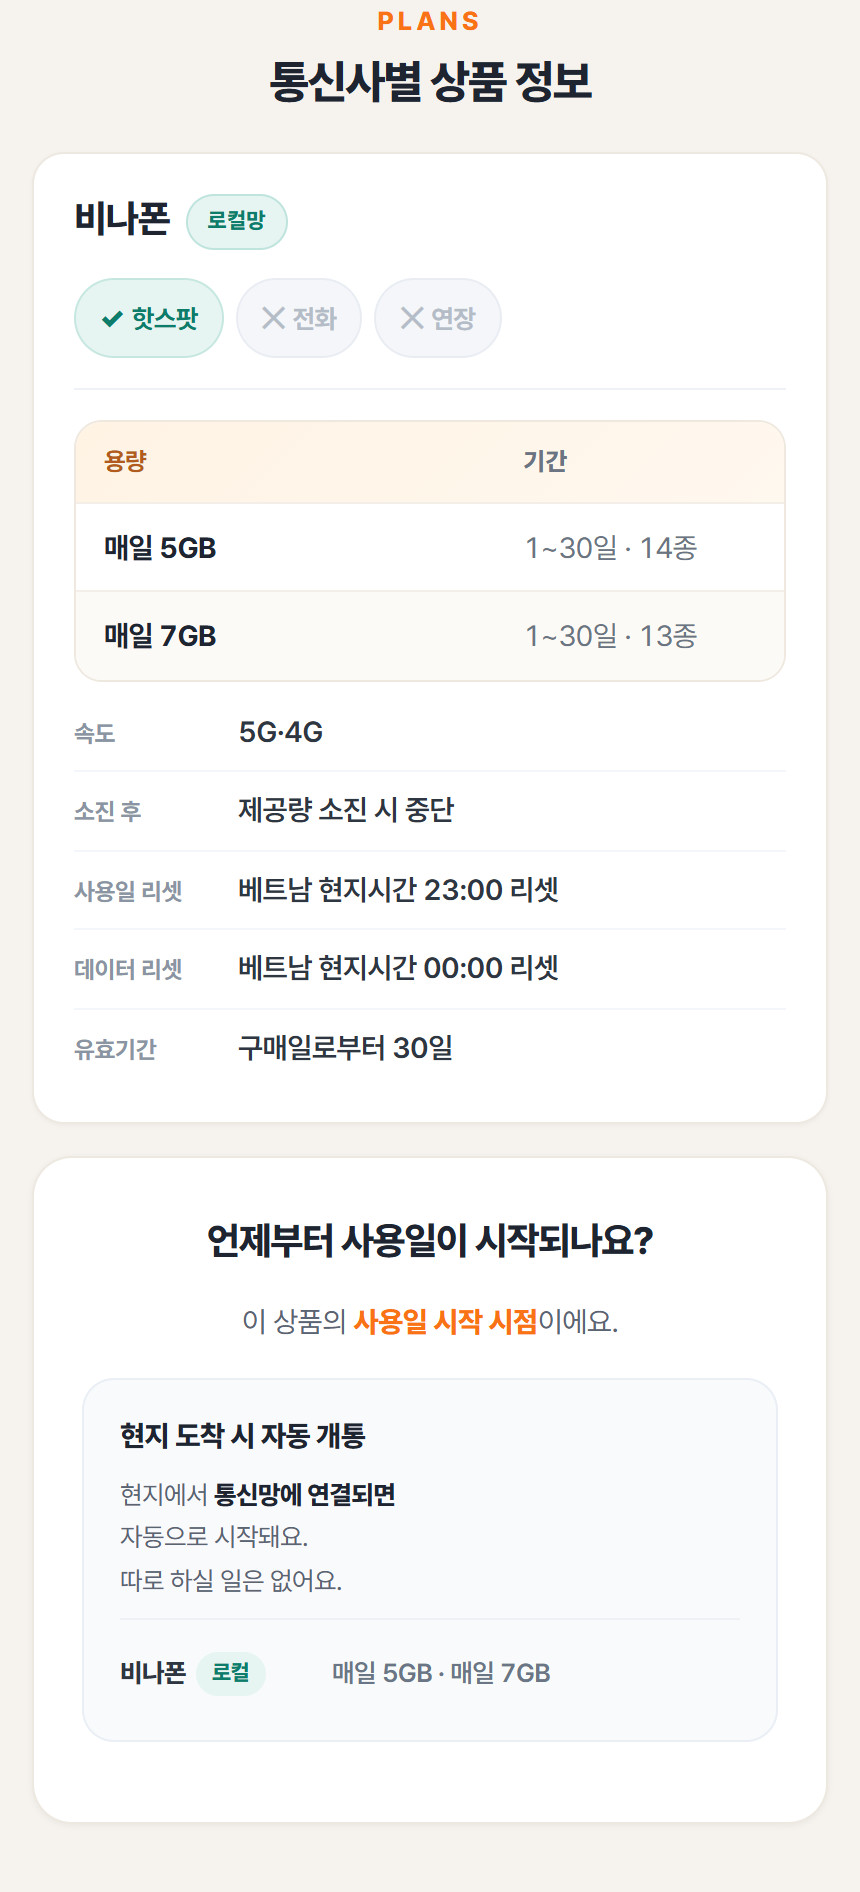 PLANS
통신사별 상품 정보
비나폰 로컬망
✓ 핫스팟 ✕ 전화 ✕ 연장
용량 기간
매일 5GB 1~30일 · 14종
매일 7GB 1~30일 · 13종
속도 5G·4G
소진 후 제공량 소진 시 중단
사용일 리셋 베트남 현지시간 23:00 리셋
데이터 리셋 베트남 현지시간 00:00 리셋
유효기간 구매일로부터 30일
언제부터 사용일이 시작되나요?
이 상품의 사용일 시작 시점이에요.
현지 도착 시 자동 개통
현지에서 통신망에 연결되면
자동으로 시작돼요.
따로 하실 일은 없어요.
비나폰 로컬 매일 5GB · 매일 7GB